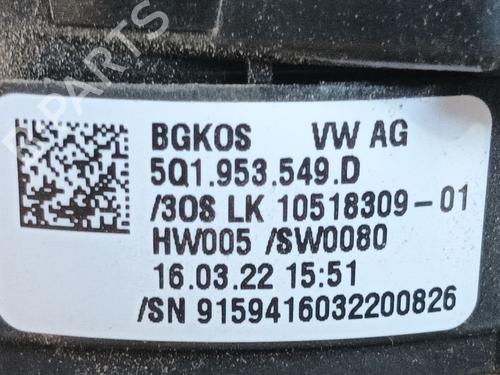 B-PARTS
BGKOS VW AG
5Q1.953.549.D
/3OS LK 10518309-01
HW005 /SW0080
16.03.22 15:51
/SN 9159416032200826